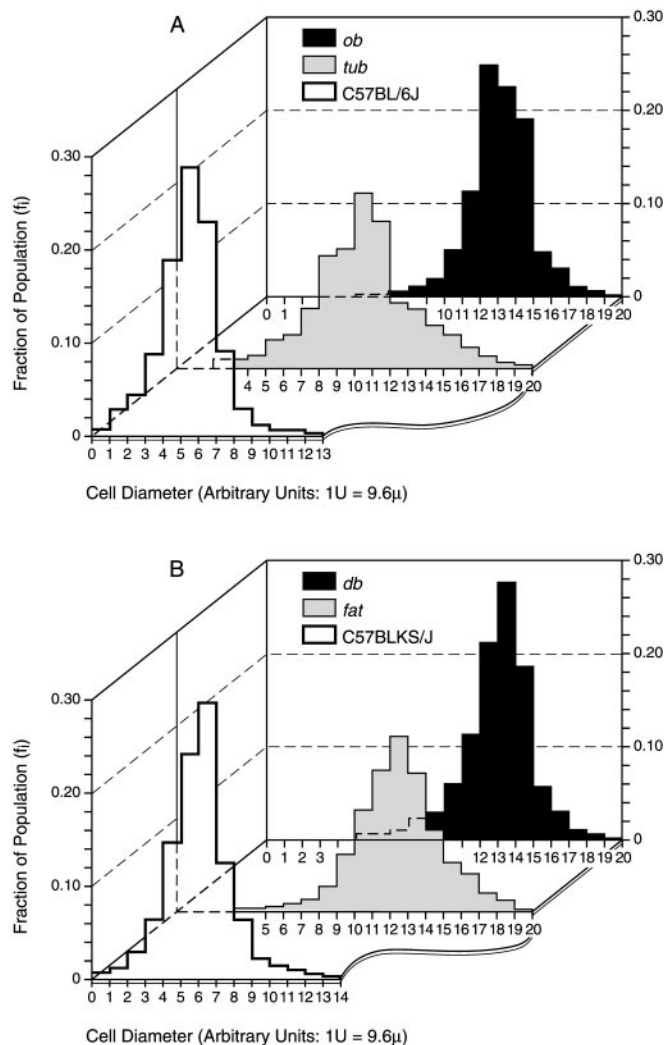 A
ob
tub
C57BL/6J
0.30
0.20
0.10
0
0.30
0.20
0.10
0
Fraction of Population (fi)
0 1 2 10 11 12 13 14 15 16 17 18 19 20
4 5 6 7 8 9 10 11 12 13 14 15 16 17 18 19 20
0 1 2 3 4 5 6 7 8 9 10 11 12 13
Cell Diameter (Arbitrary Units: 1U = 9.6μ)
B
db
fat
C57BLKS/J
0.30
0.20
0.10
0
0.30
0.20
0.10
0
Fraction of Population (fi)
0 1 2 3 4 12 13 14 15 16 17 18 19 20
5 6 7 8 9 10 11 12 13 14 15 16 17 18 19 20
0 1 2 3 4 5 6 7 8 9 10 11 12 13 14
Cell Diameter (Arbitrary Units: 1U = 9.6μ)